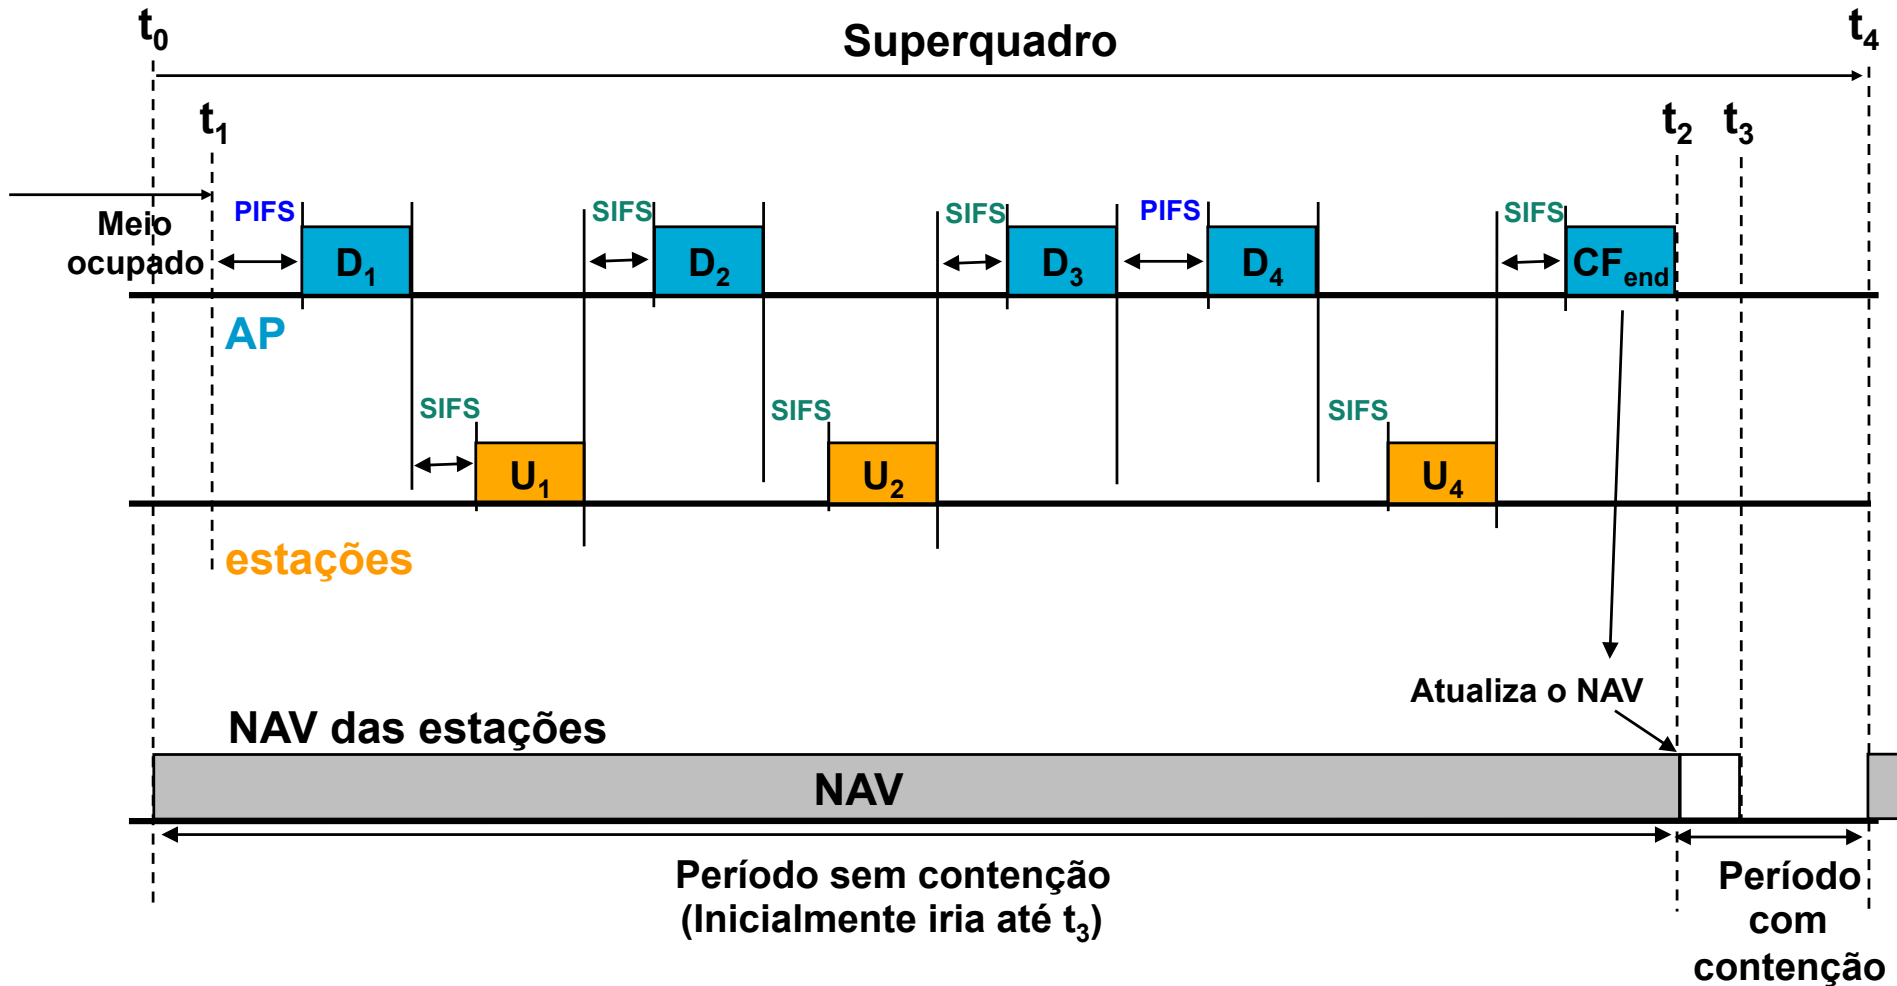 t0
Superquadro
t4
t1
t2
t3
Meio
ocupado
PIFS
SIFS
SIFS
PIFS
SIFS
D1
D2
D3
D4
CFend
AP
SIFS
SIFS
SIFS
U1
U2
U4
estações
Atualiza o NAV
NAV das estações
NAV
Período sem contenção
(Inicialmente iria até t3)
Período
com
contenção